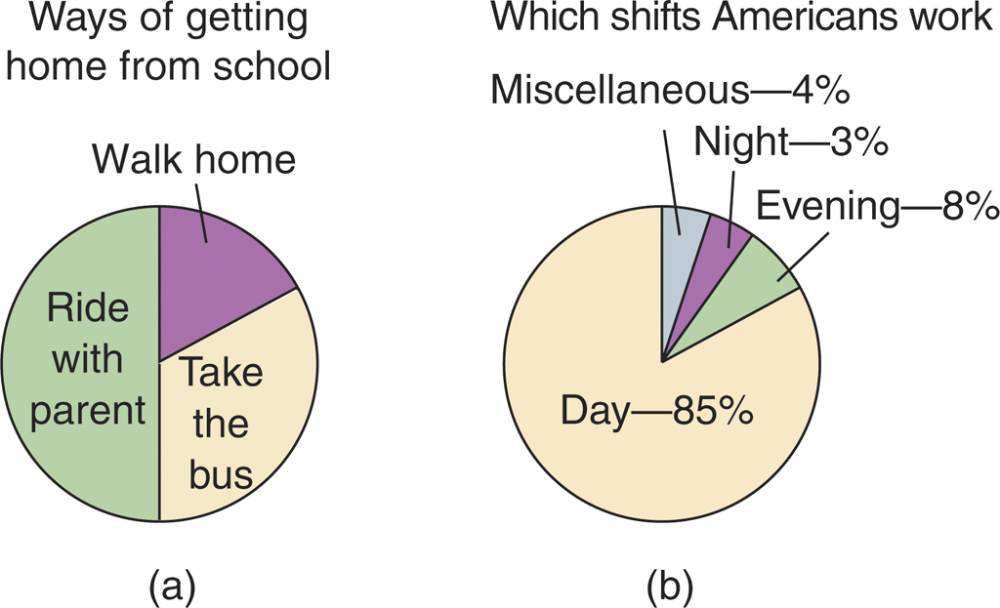 Ways of getting
home from school
Walk home
Ride
with
parent
Take
the
bus
(a)
Which shifts Americans work
Miscellaneous—4%
Night—3%
Evening—8%
Day—85%
(b)